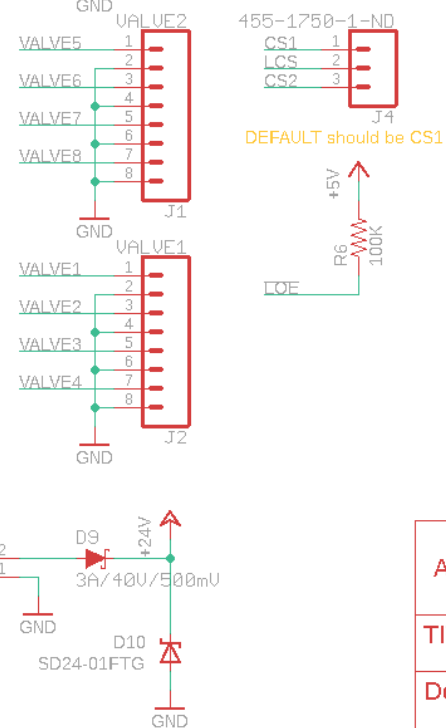 GND
VALVE2
VALVE5 1
2
VALVE6 3
4
VALVE7 5
6
VALVE8 7
8
J1
GND
455-1750-1-ND
CS1 1
LCS 2
CS2 3
J4
DEFAULT should be CS1
+5V
R6
100K
LOE
VALVE1
VALVE1 1
2
VALVE2 3
4
VALVE3 5
6
VALVE4 7
8
J2
GND
+24V
D9
3A/40V/500mV
2
1
GND
D10
SD24-01FTG
GND
A
TI